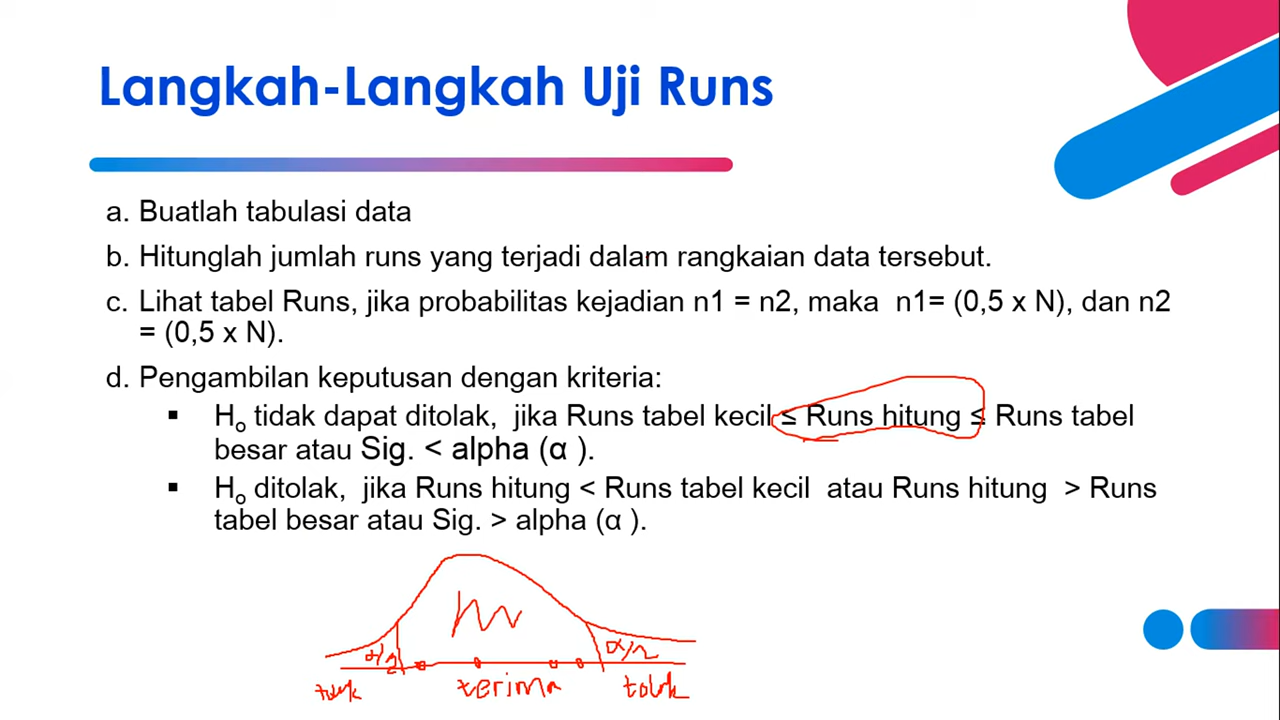 Langkah-Langkah Uji Runs
a. Buatlah tabulasi data
b. Hitunglah jumlah runs yang terjadi dalam rangkaian data tersebut.
c. Lihat tabel Runs, jika probabilitas kejadian n1 = n2, maka n1= (0,5 x N), dan n2
= (0,5 x N).
d. Pengambilan keputusan dengan kriteria:
▪ Ho tidak dapat ditolak, jika Runs tabel kecil ≤ Runs hitung ≤ Runs tabel
besar atau Sig. < alpha (α ).
▪ Ho ditolak, jika Runs hitung < Runs tabel kecil atau Runs hitung > Runs
tabel besar atau Sig. > alpha (α ).
α/2 α/2
tolak terima tolak